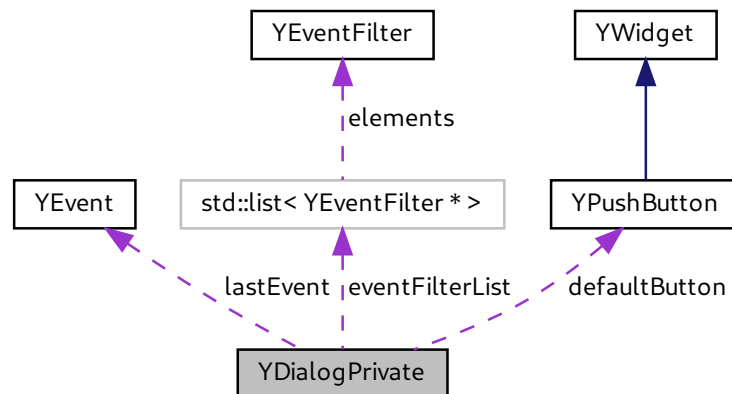 YEventFilter
YWidget
elements
YEvent
std::list< YEventFilter * >
YPushButton
lastEvent
eventFilterList
defaultButton
YDialogPrivate